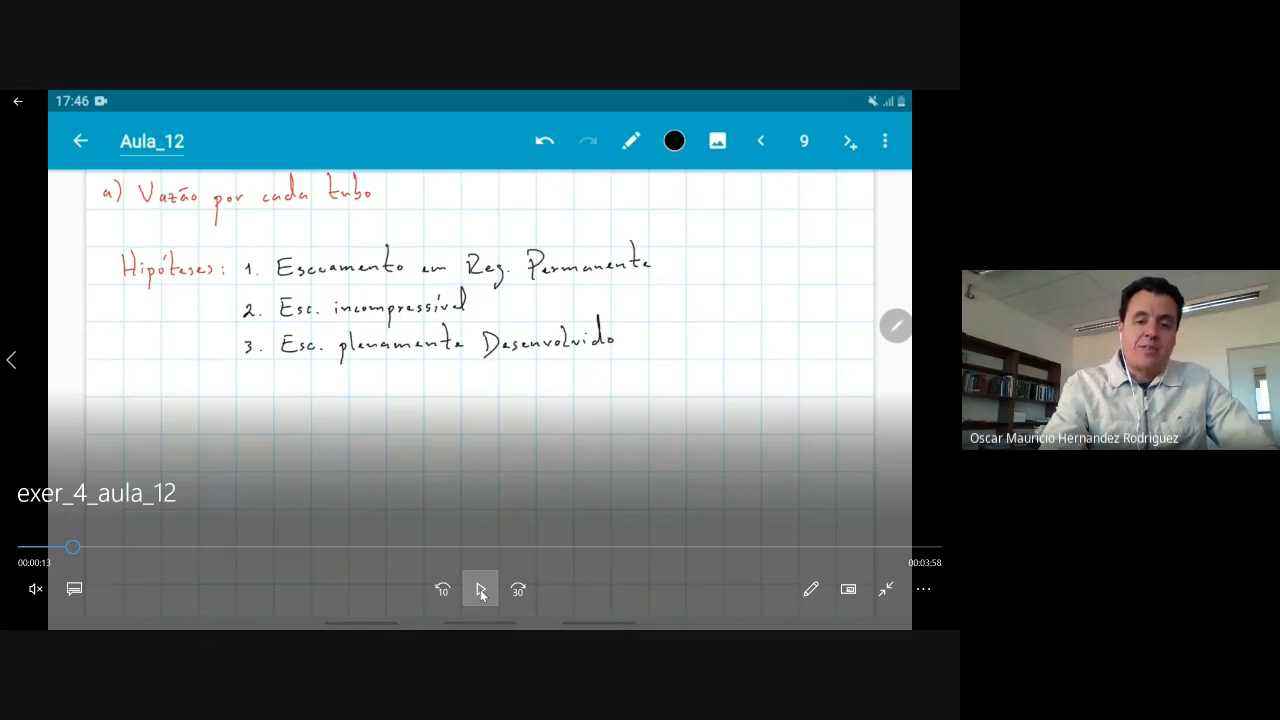 17:46
Aula_12
9
a) Vazão por cada tubo
Hipóteses: 1. Escoamento em Reg. Permanente
2. Esc. incompressível
3. Esc. plenamente Desenvolvido
Oscar Mauricio Hernandez Rodriguez
exer_4_aula_12
00:00:13
00:03:58
10
30